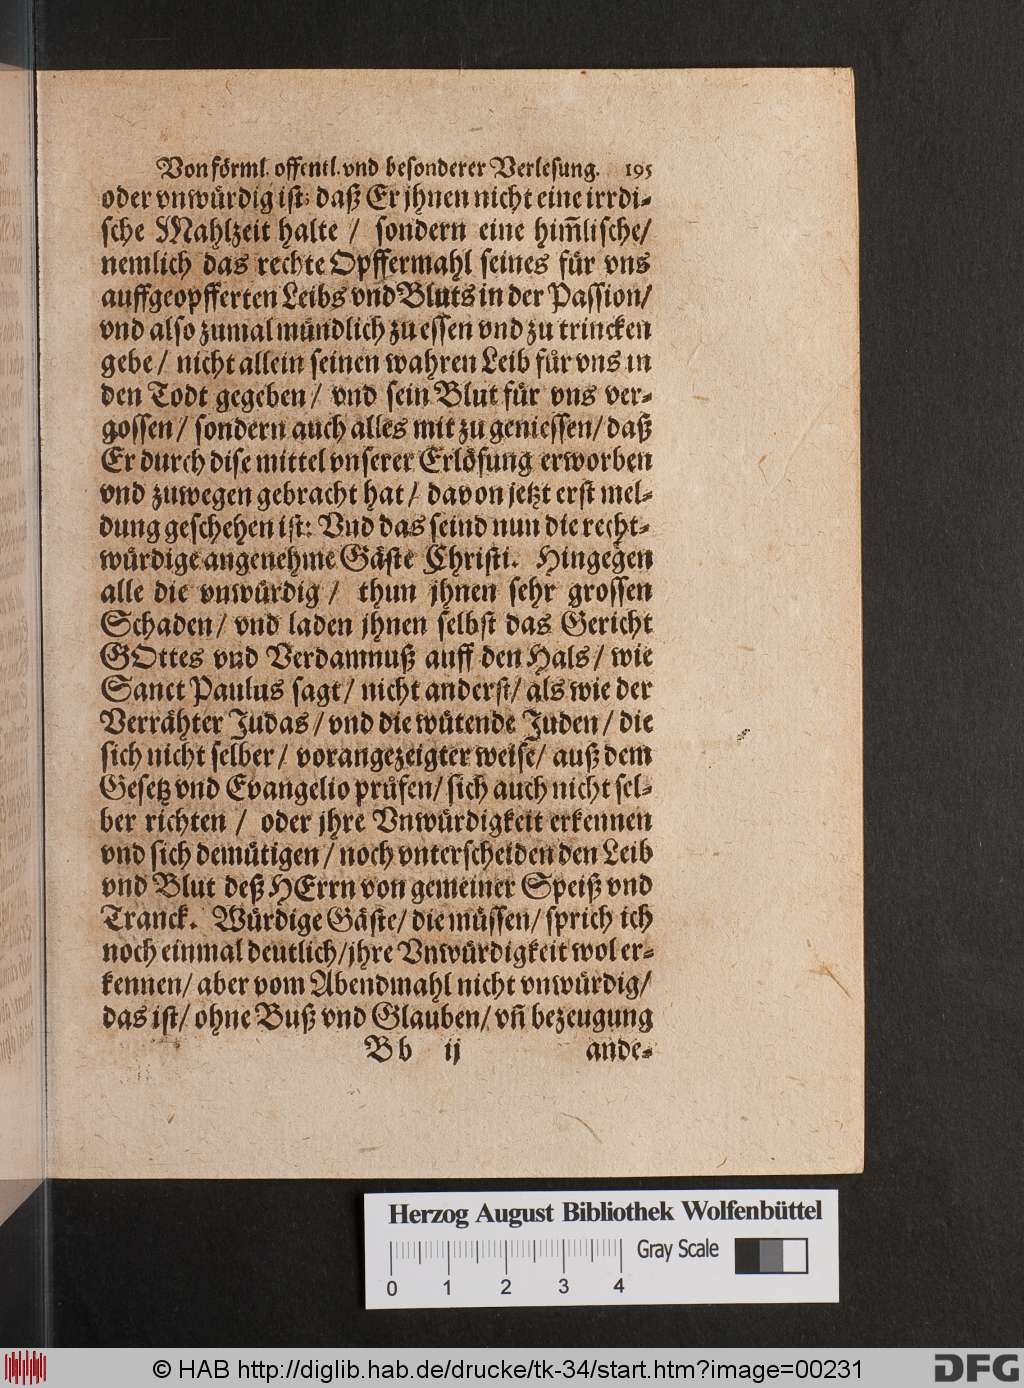 Von förml. offentl. vnd besonderer Verlesung. 195
oder vnwürdig ist: daß Er jhnen nicht eine irrdi-
sche Mahlzeit halte / sondern eine him̃lische/
nemlich das rechte Opffermahl seines für vns
auffgeopfferten Leibs vnd Bluts in der Passion/
vnd also zumal mündlich zu essen vnd zu trincken
gebe / nicht allein seinen wahren Leib für vns in
den Todt gegeben / vnd sein Blut für vns ver-
gossen / sondern auch alles mit zu geniessen/ daß
Er durch dise mittel vnserer Erlösung erworben
vnd zuwegen gebracht hat / davon jetzt erst mel-
dung geschehen ist: Vnd das seind nun die recht-
würdige angenehme Gäste Christi. Hingegen
alle die vnwürdig / thun jhnen sehr grossen
Schaden / vnd laden jhnen selbst das Gericht
GOttes vnd Verdamnuß auff den Hals / wie
Sanct Paulus sagt / nicht anderst/ als wie der
Verrähter Judas / vnd die wütende Juden / die
sich nicht selber / vorangezeigter weise/ auß dem
Gesetz vnd Evangelio prüfen/ sich auch nicht sel-
ber richten / oder jhre Vnwürdigkeit erkennen
vnd sich demütigen / noch vnterscheiden den Leib
vnd Blut deß HErrn von gemeiner Speiß vnd
Tranck. Würdige Gäste/ die müssen/ sprich ich
noch einmal deutlich/jhre Vnwürdigkeit wol er-
kennen/ aber vom Abendmahl nicht vnwürdig/
das ist/ ohne Buß vnd Glauben/ vn̄ bezeugung
Bb ij ande-
Herzog August Bibliothek Wolfenbüttel
Gray Scale
0 1 2 3 4
© HAB http://diglib.hab.de/drucke/tk-34/start.htm?image=00231
DFG